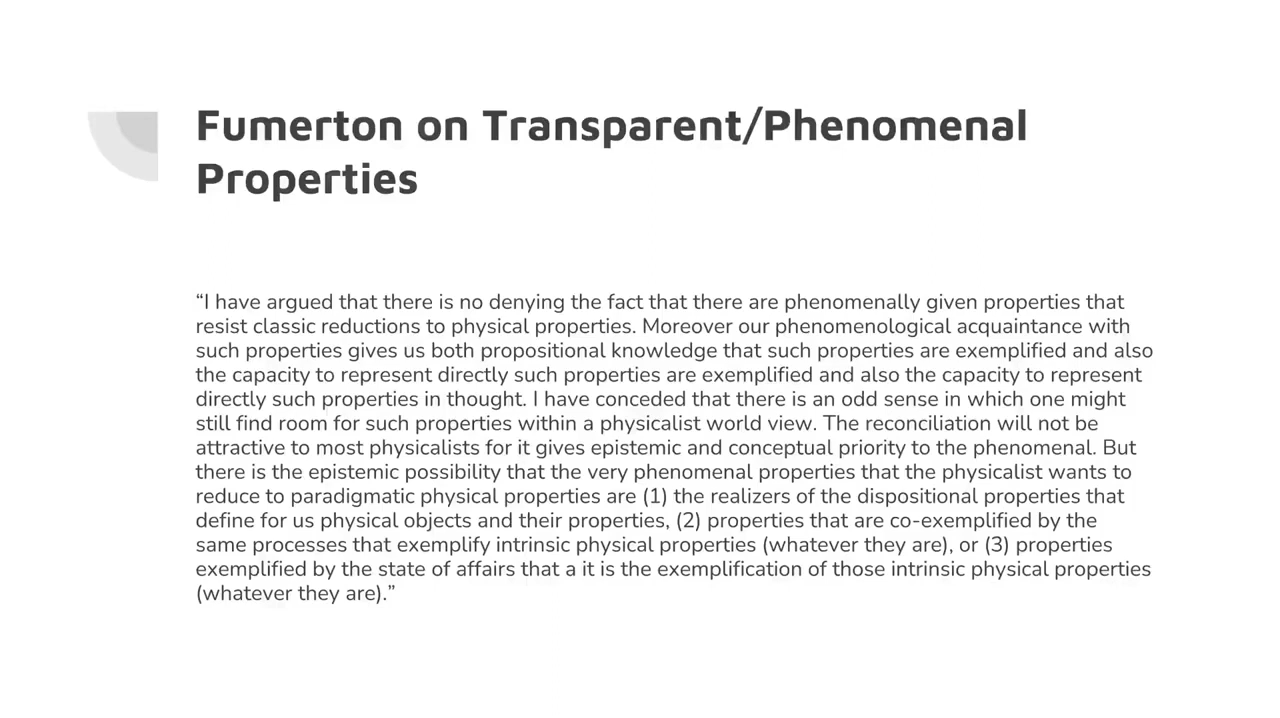 Fumerton on Transparent/Phenomenal
Properties
“I have argued that there is no denying the fact that there are phenomenally given properties that
resist classic reductions to physical properties. Moreover our phenomenological acquaintance with
such properties gives us both propositional knowledge that such properties are exemplified and also
the capacity to represent directly such properties are exemplified and also the capacity to represent
directly such properties in thought. I have conceded that there is an odd sense in which one might
still find room for such properties within a physicalist world view. The reconciliation will not be
attractive to most physicalists for it gives epistemic and conceptual priority to the phenomenal. But
there is the epistemic possibility that the very phenomenal properties that the physicalist wants to
reduce to paradigmatic physical properties are (1) the realizers of the dispositional properties that
define for us physical objects and their properties, (2) properties that are co-exemplified by the
same processes that exemplify intrinsic physical properties (whatever they are), or (3) properties
exemplified by the state of affairs that a it is the exemplification of those intrinsic physical properties
(whatever they are).”